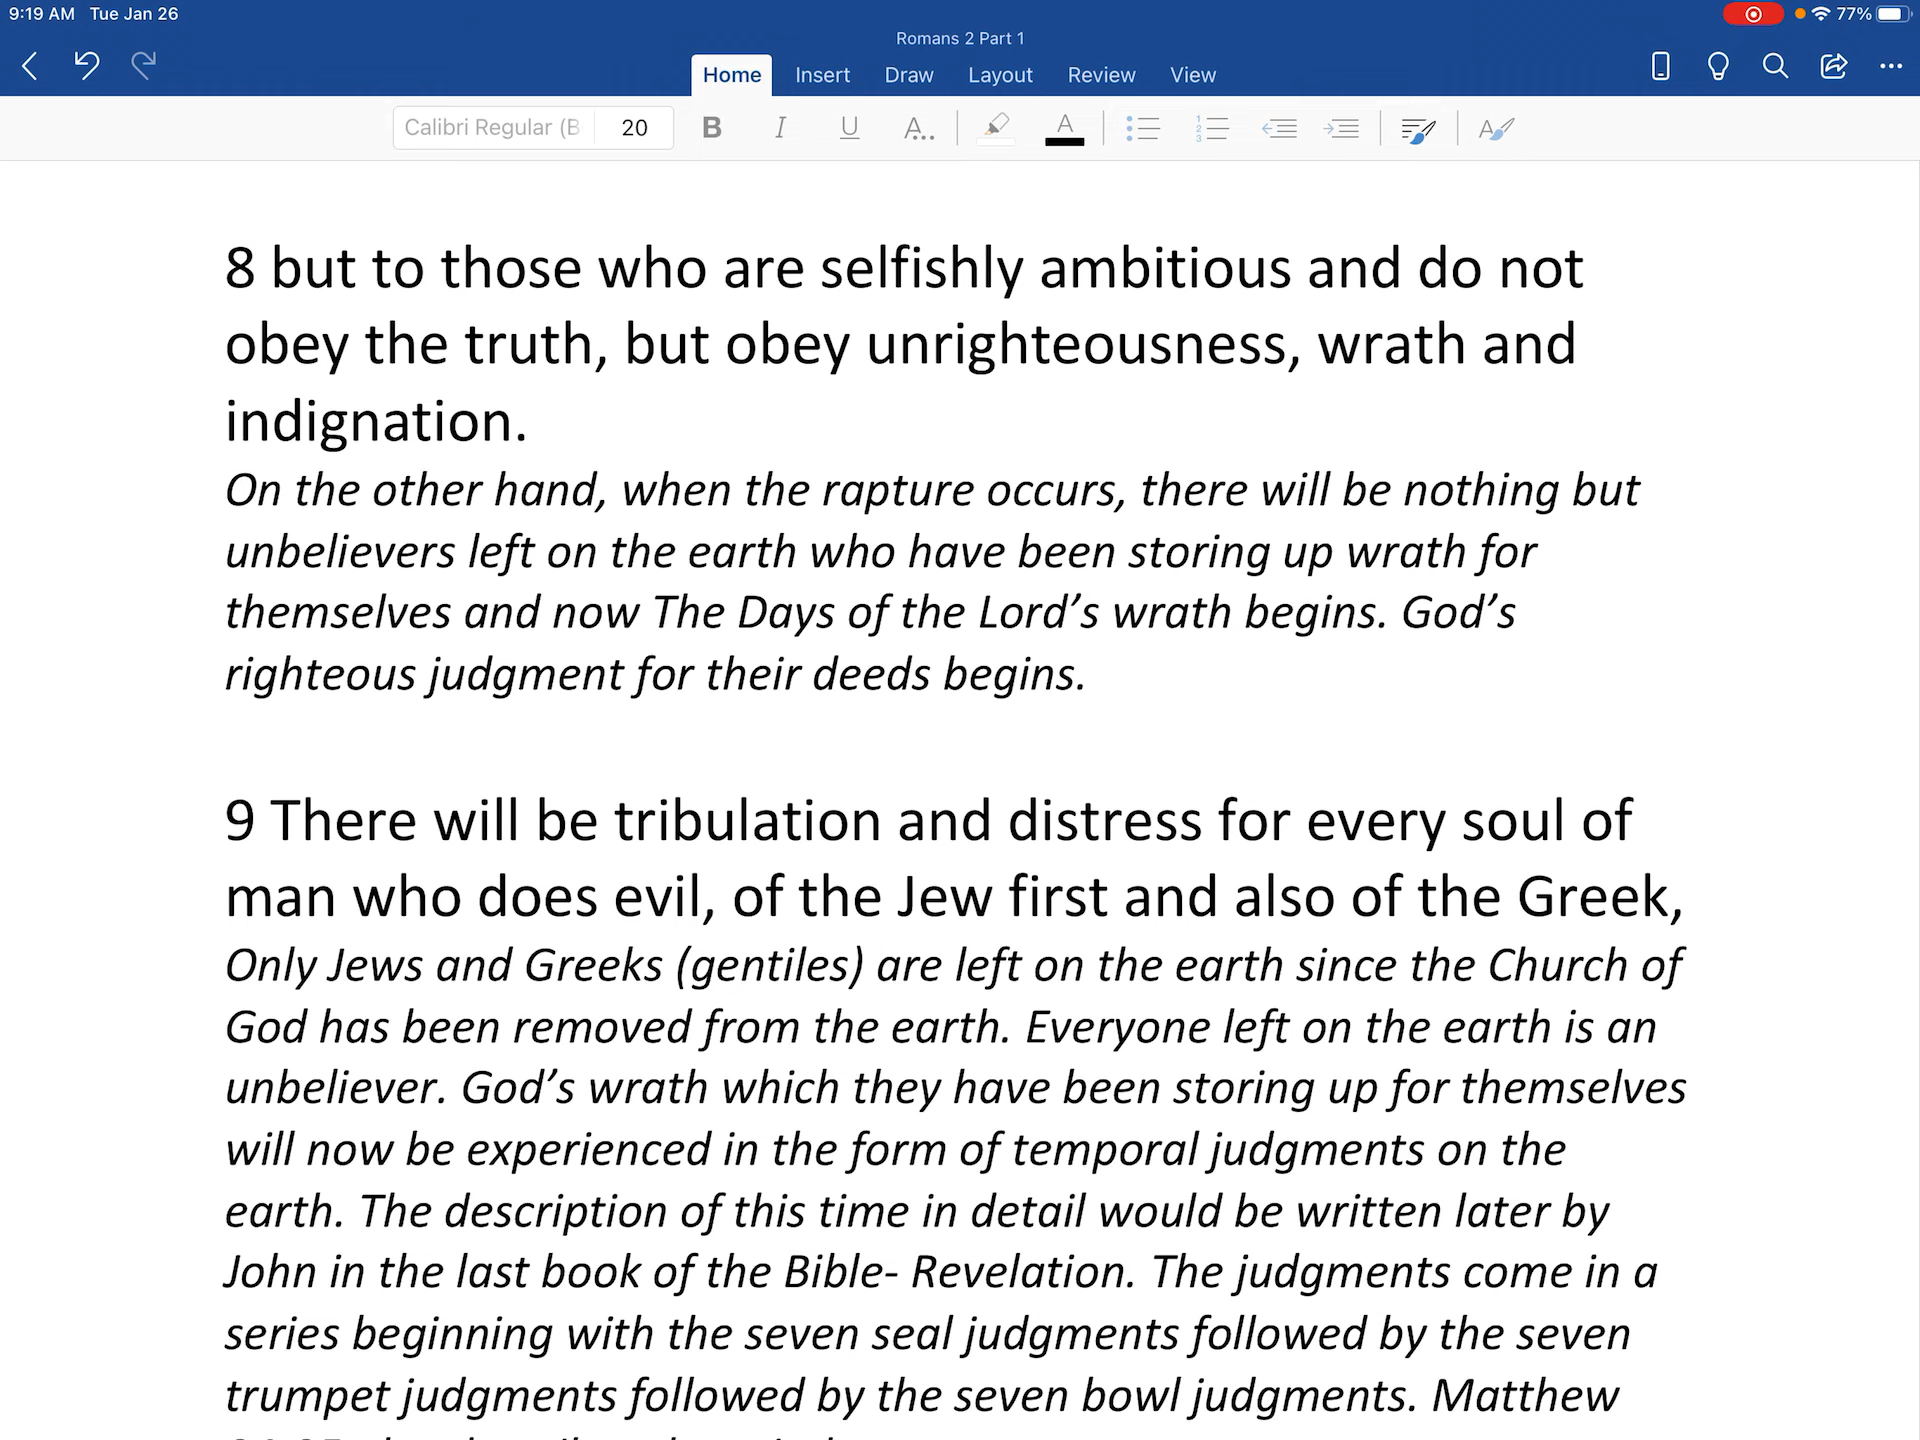 9:19 AM Tue Jan 26
77%
Romans 2 Part 1
Home Insert Draw Layout Review View
Calibri Regular (B 20
8 but to those who are selfishly ambitious and do not
obey the truth, but obey unrighteousness, wrath and
indignation.
On the other hand, when the rapture occurs, there will be nothing but
unbelievers left on the earth who have been storing up wrath for
themselves and now The Days of the Lord’s wrath begins. God’s
righteous judgment for their deeds begins.
9 There will be tribulation and distress for every soul of
man who does evil, of the Jew first and also of the Greek,
Only Jews and Greeks (gentiles) are left on the earth since the Church of
God has been removed from the earth. Everyone left on the earth is an
unbeliever. God’s wrath which they have been storing up for themselves
will now be experienced in the form of temporal judgments on the
earth. The description of this time in detail would be written later by
John in the last book of the Bible- Revelation. The judgments come in a
series beginning with the seven seal judgments followed by the seven
trumpet judgments followed by the seven bowl judgments. Matthew